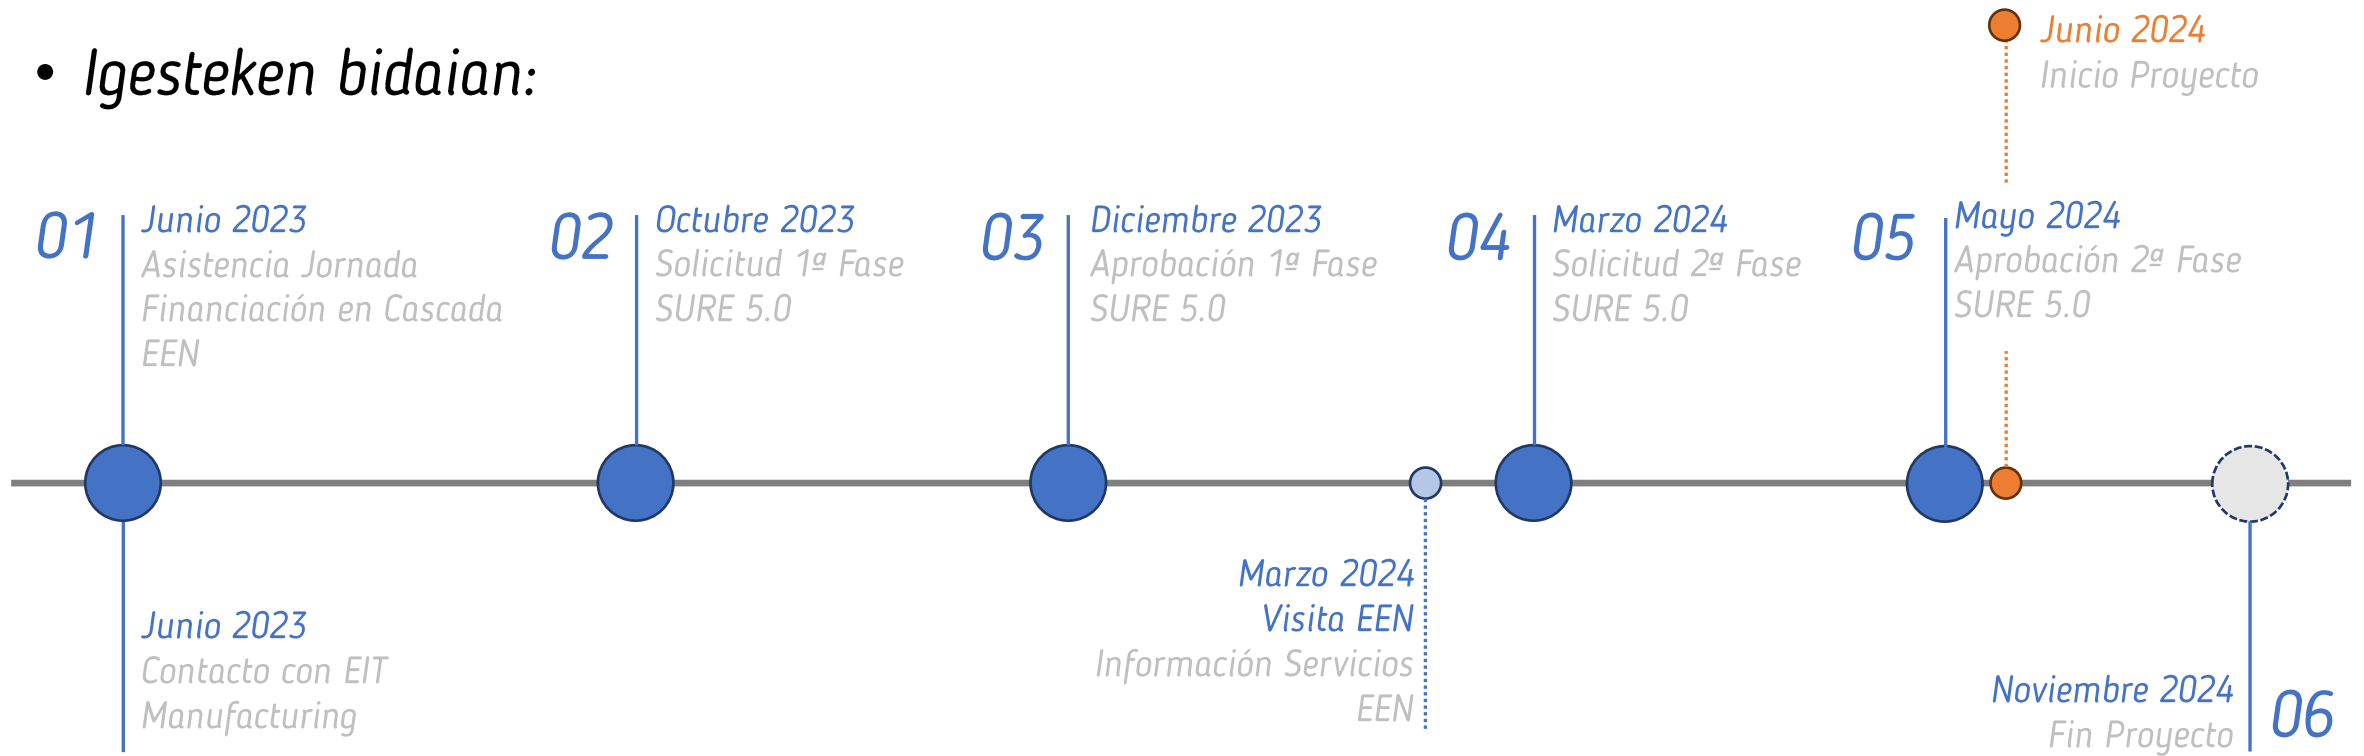 • Igesteken bidaian:
Junio 2024
Inicio Proyecto
01
Junio 2023
Asistencia Jornada
Financiación en Cascada
EEN
02
Octubre 2023
Solicitud 1ª Fase
SURE 5.0
03
Diciembre 2023
Aprobación 1ª Fase
SURE 5.0
04
Marzo 2024
Solicitud 2ª Fase
SURE 5.0
05
Mayo 2024
Aprobación 2ª Fase
SURE 5.0
Junio 2023
Contacto con EIT
Manufacturing
Marzo 2024
Visita EEN
Información Servicios
EEN
Noviembre 2024
Fin Proyecto
06